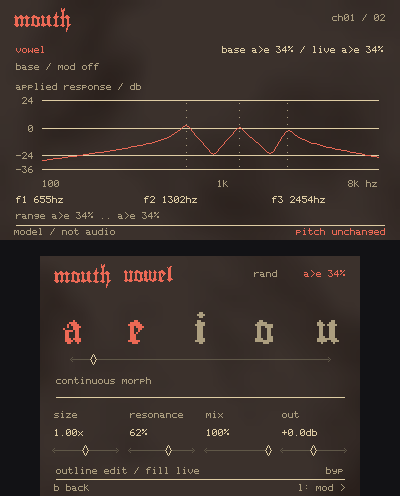 mouth ch01 / 02
vowel base a>e 34% / live a>e 34%
base / mod off
applied response / db
24
0
-24
-36
100 1k 8k hz
f1 655hz f2 1302hz f3 2454hz
range a>e 34% .. a>e 34%
model / not audio pitch unchanged
mouth vowel rand a>e 34%
a e i o u
continuous morph
size resonance mix out
1.00x 62% 100% +0.0db
outline edit / fill live byp
b back l: mod >